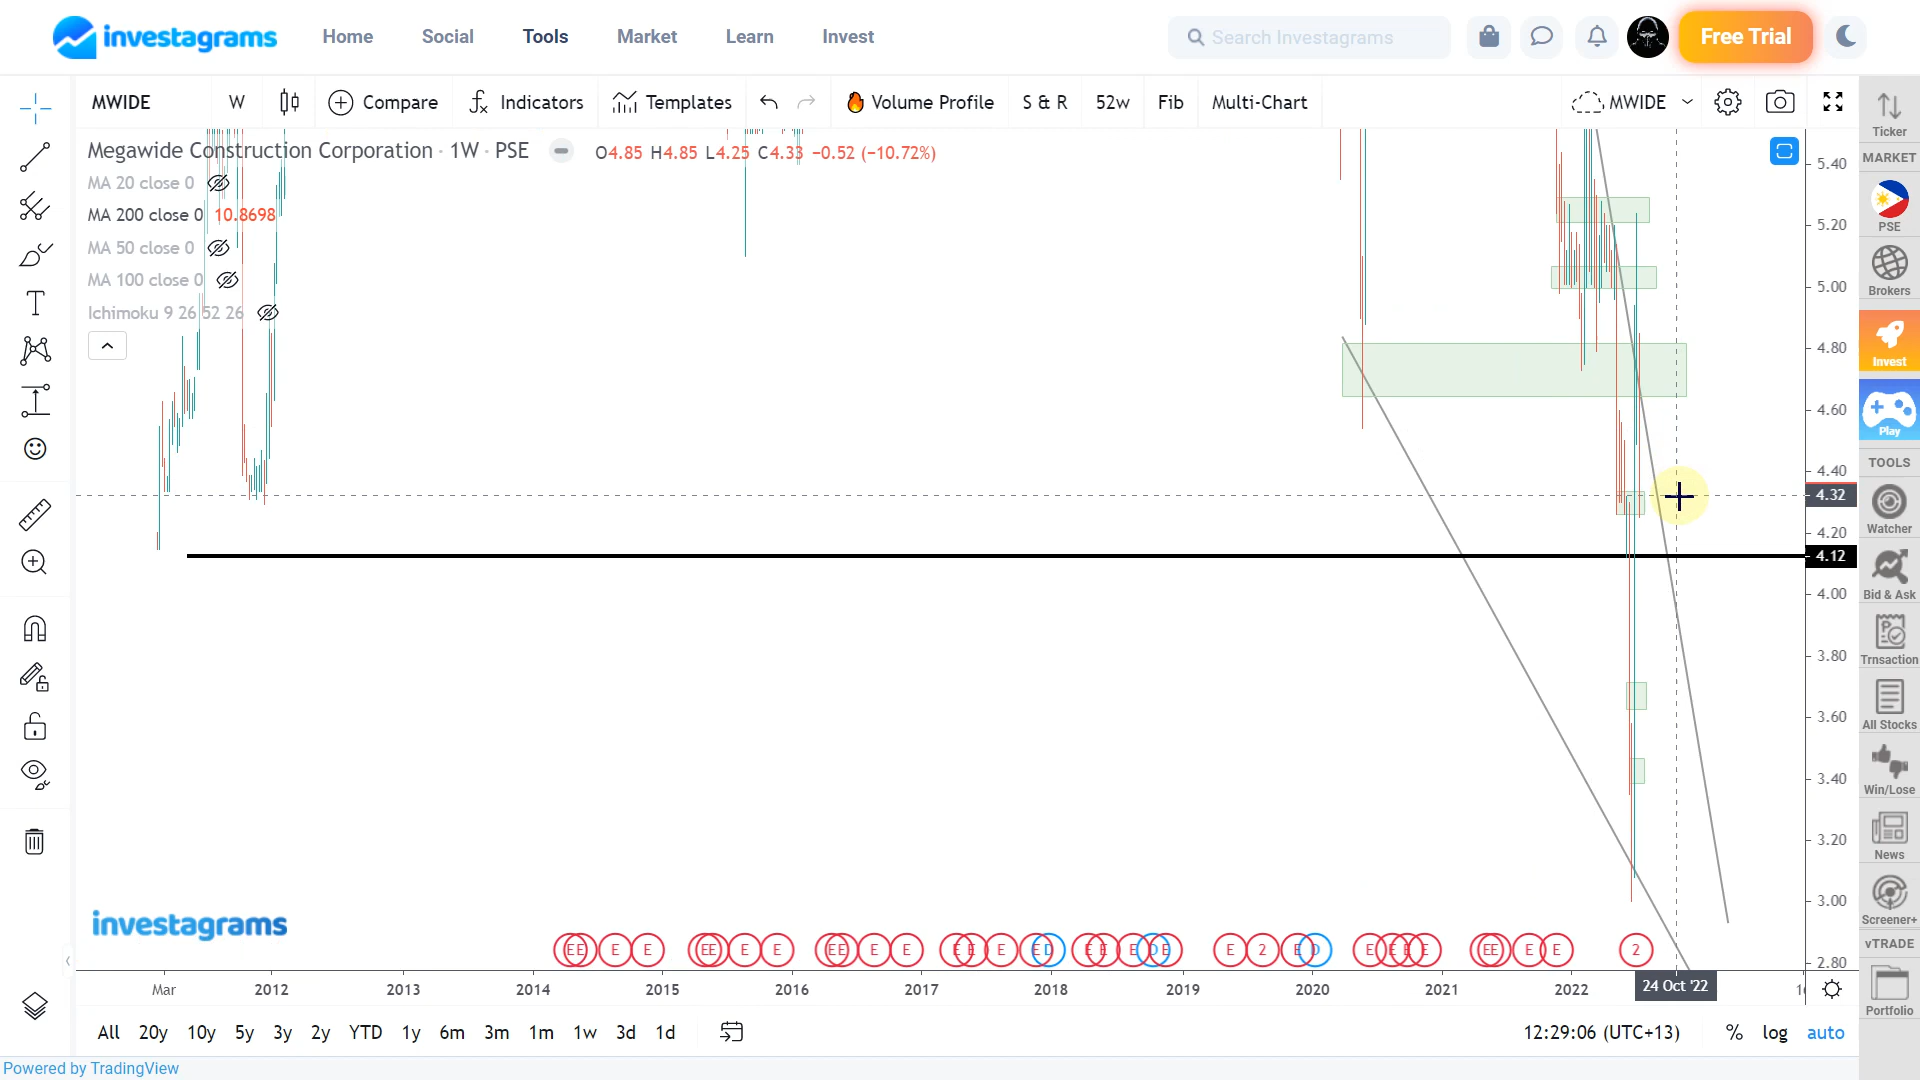 investagrams Home Social Tools Market Learn Invest Search Investagrams Free Trial
MWIDE W Compare Indicators Templates Volume Profile S & R 52w Fib Multi-Chart MWIDE
Megawide Construction Corporation · 1W · PSE O4.85 H4.85 L4.25 C4.33 −0.52 (−10.72%)
MA 20 close 0
MA 200 close 0 10.8698
MA 50 close 0
MA 100 close 0
Ichimoku 9 26 52 26
5.40
5.20
5.00
4.80
4.60
4.40
4.32
4.20
4.12
4.00
3.80
3.60
3.40
3.20
3.00
2.80
Ticker
MARKET
PSE
Brokers
Invest
Play
TOOLS
Watcher
Bid & Ask
Trnsaction
All Stocks
Win/Lose
News
Screener+
vTRADE
Portfolio
investagrams
E E E E E E E E E E E E E E E E E D E E E D E E 2 E D E E E E E E E E 2
Mar 2012 2013 2014 2015 2016 2017 2018 2019 2020 2021 2022 24 Oct '22
All 20y 10y 5y 3y 2y YTD 1y 6m 3m 1m 1w 3d 1d 12:29:06 (UTC+13) % log auto
Powered by TradingView